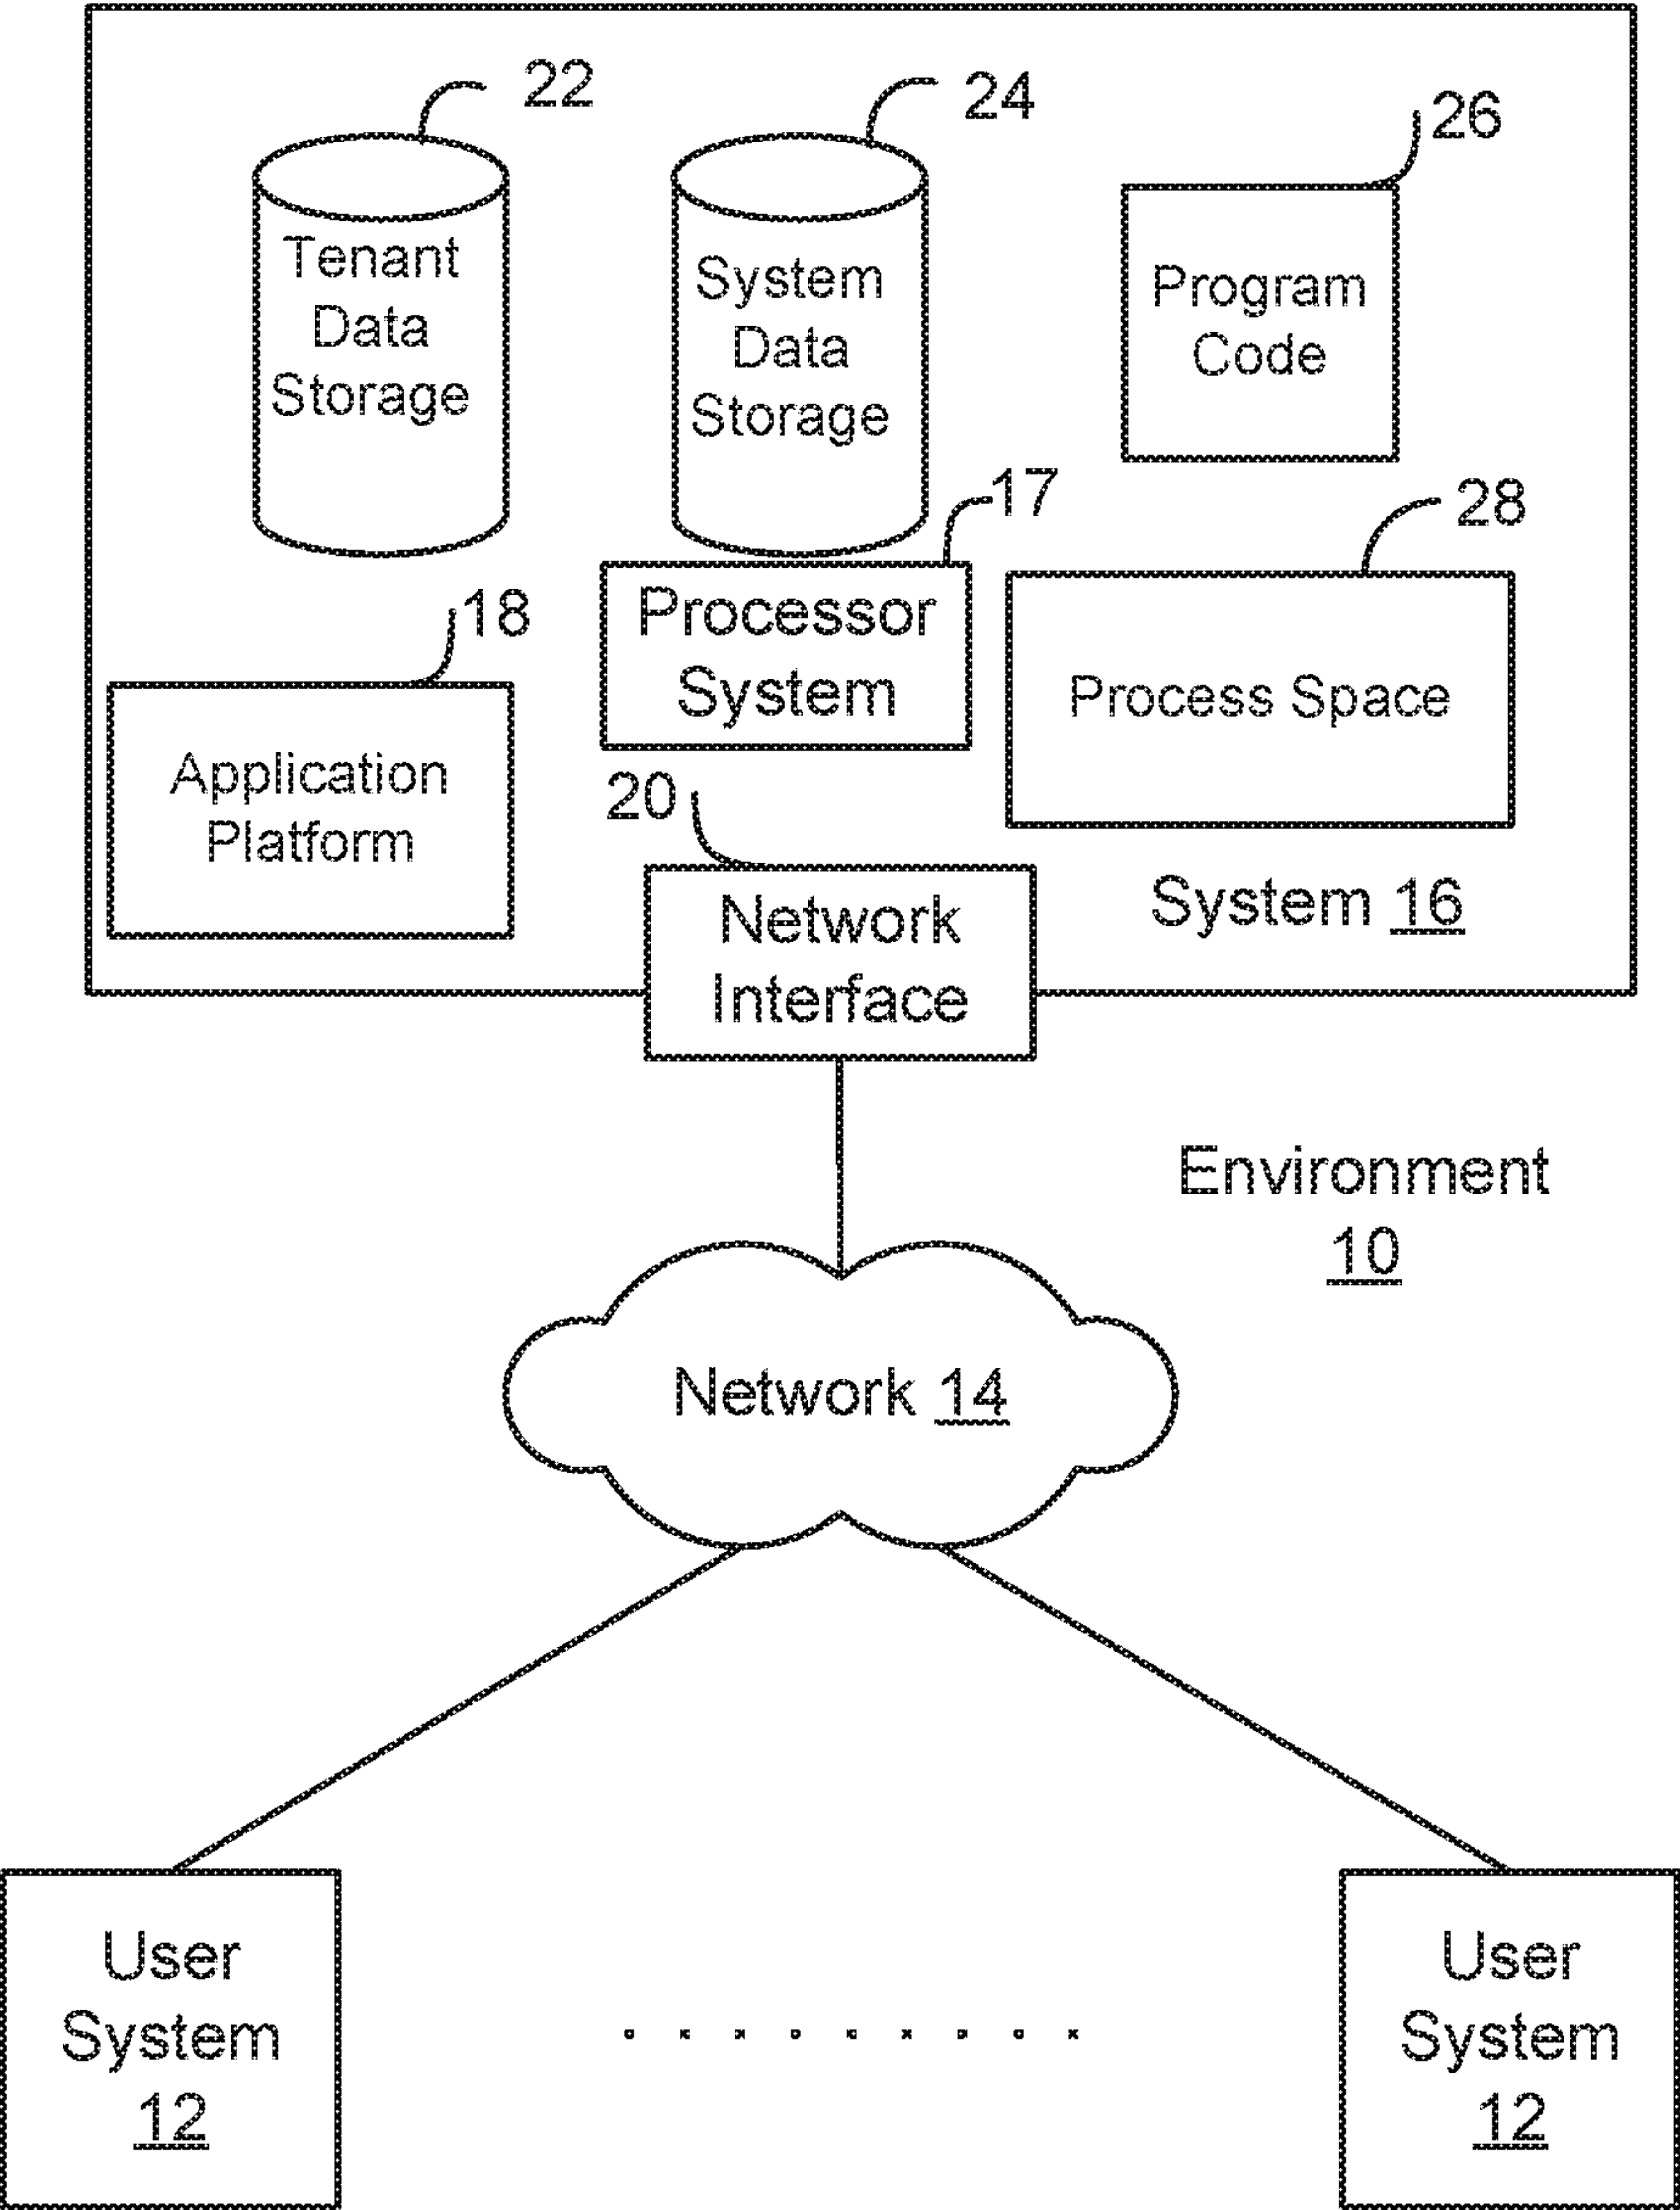 22
24
26
Tenant
Data
Storage
System
Data
Storage
Program
Code
17
28
18
Processor
System
Process Space
Application
Platform
20
Network
Interface
System 16
Environment
10
Network 14
User
System
12
. . . . . . . . .
User
System
12